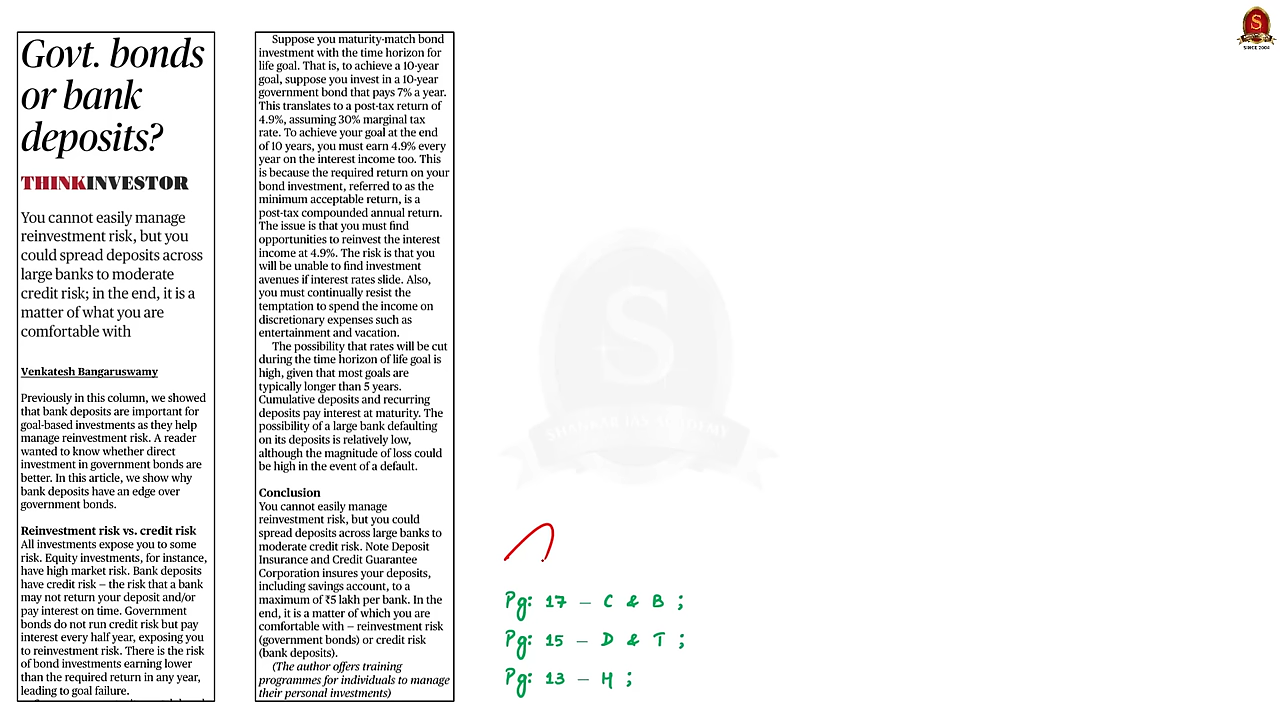 Govt. bonds
or bank
deposits?
THINKINVESTOR
You cannot easily manage
reinvestment risk, but you
could spread deposits across
large banks to moderate
credit risk; in the end, it is a
matter of what you are
comfortable with
Venkatesh Bangaruswamy
Previously in this column, we showed
that bank deposits are important for
goal-based investments as they help
manage reinvestment risk. A reader
wanted to know whether direct
investment in government bonds are
better. In this article, we show why
bank deposits have an edge over
government bonds.
Reinvestment risk vs. credit risk
All investments expose you to some
risk. Equity investments, for instance,
have high market risk. Bank deposits
have credit risk – the risk that a bank
may not return your deposit and/or
pay interest on time. Government
bonds do not run credit risk but pay
interest every half year, exposing you
to reinvestment risk. There is the risk
of bond investments earning lower
than the required return in any year,
leading to goal failure.
Suppose you maturity-match bond
investment with the time horizon for
life goal. That is, to achieve a 10-year
goal, suppose you invest in a 10-year
government bond that pays 7% a year.
This translates to a post-tax return of
4.9%, assuming 30% marginal tax
rate. To achieve your goal at the end
of 10 years, you must earn 4.9% every
year on the interest income too. This
is because the required return on your
bond investment, referred to as the
minimum acceptable return, is a
post-tax compounded annual return.
The issue is that you must find
opportunities to reinvest the interest
income at 4.9%. The risk is that you
will be unable to find investment
avenues if interest rates slide. Also,
you must continually resist the
temptation to spend the income on
discretionary expenses such as
entertainment and vacation.
The possibility that rates will be cut
during the time horizon of life goal is
high, given that most goals are
typically longer than 5 years.
Cumulative deposits and recurring
deposits pay interest at maturity. The
possibility of a large bank defaulting
on its deposits is relatively low,
although the magnitude of loss could
be high in the event of a default.
Conclusion
You cannot easily manage
reinvestment risk, but you could
spread deposits across large banks to
moderate credit risk. Note Deposit
Insurance and Credit Guarantee
Corporation insures your deposits,
including savings account, to a
maximum of ₹5 lakh per bank. In the
end, it is a matter of which you are
comfortable with – reinvestment risk
(government bonds) or credit risk
(bank deposits).
(The author offers training
programmes for individuals to manage
their personal investments)
S
SINCE 2004
S
SHANKAR IAS ACADEMY
Pg: 17 – C & B ;
Pg: 15 – D & T ;
Pg: 13 – H ;